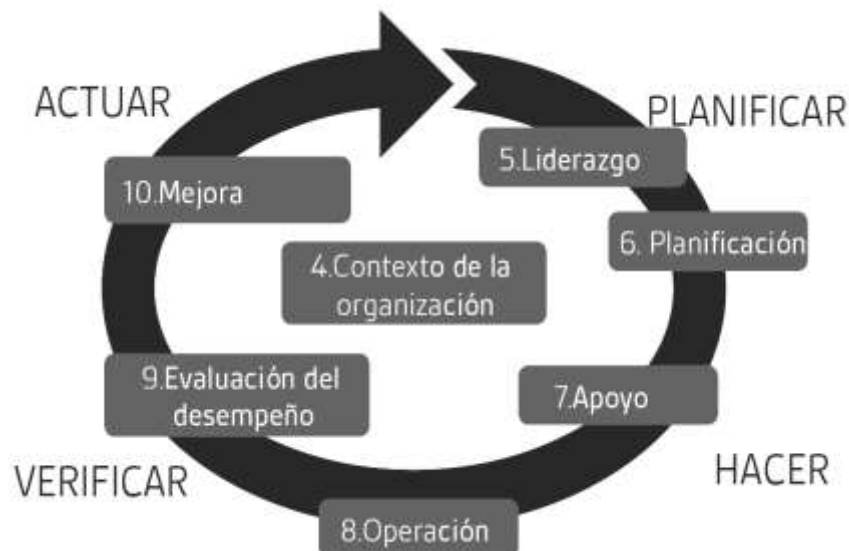 ACTUAR
PLANIFICAR
5.Liderazgo
10.Mejora
6. Planificación
4.Contexto de la
organización
9.Evaluación del
desempeño
7.Apoyo
VERIFICAR
HACER
8.Operación